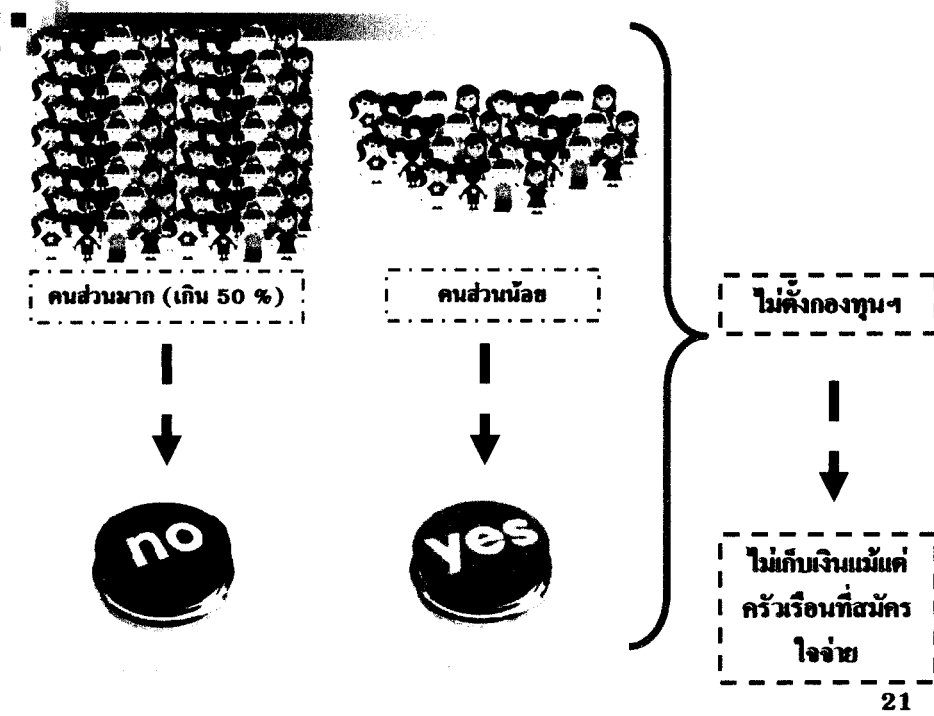 คนส่วนมาก (เกิน 50 %)
คนส่วนน้อย
no
yes
ไม่ตั้งกองทุนฯ
ไม่เก็บเงินแม้แต่
ครัวเรือนที่สมัคร
ใจจ่าย
21